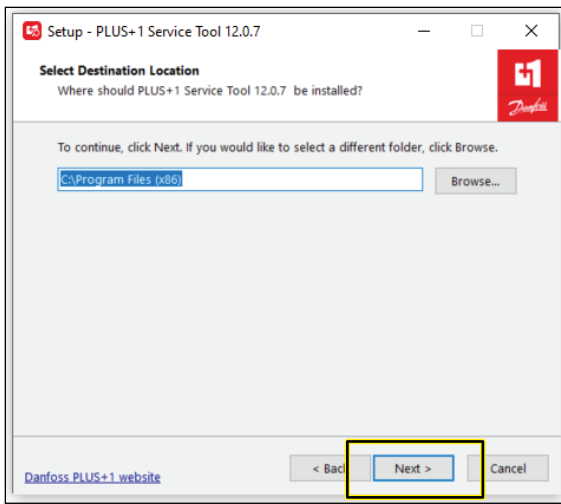 Setup - PLUS+1 Service Tool 12.0.7
Select Destination Location
Where should PLUS+1 Service Tool 12.0.7 be installed?
Danfoss
To continue, click Next. If you would like to select a different folder, click Browse.
C:\Program Files (x86)
Browse...
Danfoss PLUS+1 website
< Back
Next >
Cancel